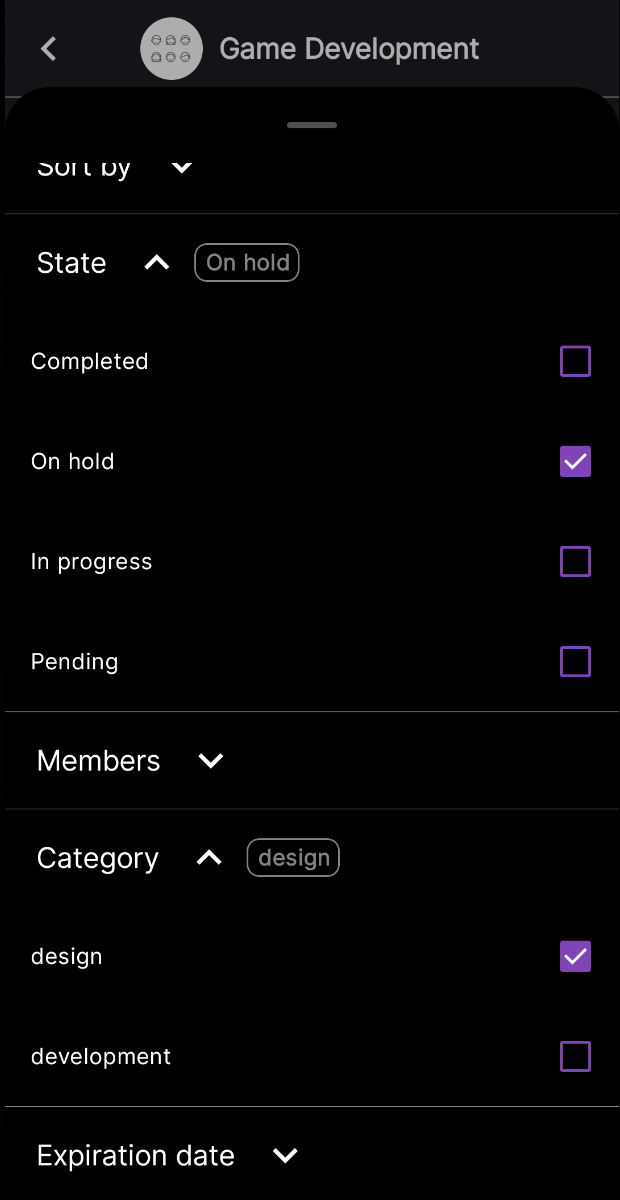 Game Development
Sort by
State On hold
Completed
On hold
In progress
Pending
Members
Category design
design
development
Expiration date